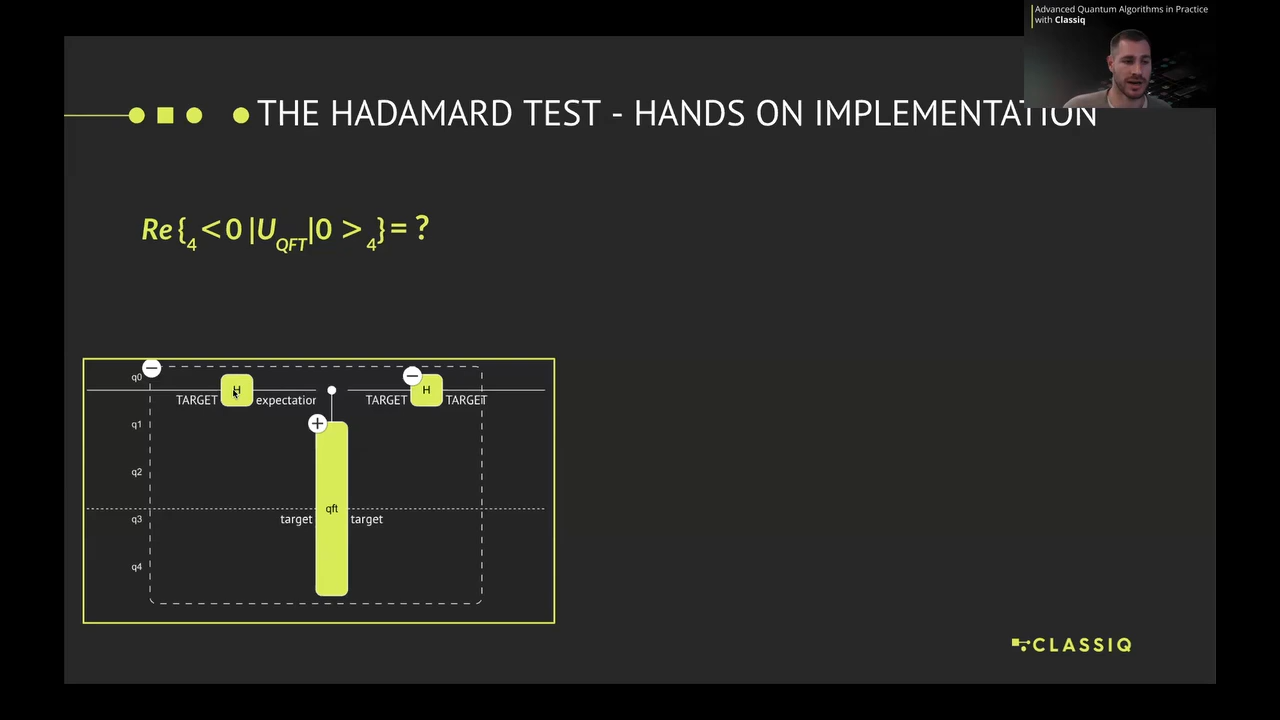 Advanced Quantum Algorithms in Practice
with Classiq
THE HADAMARD TEST - HANDS ON IMPLEMENTATION
Re{₄<0|U_QFT|0>₄}= ?
q0
H
H
TARGET
expectation
TARGET
TARGET
q1
q2
qft
q3
target
target
q4
CLASSIQ